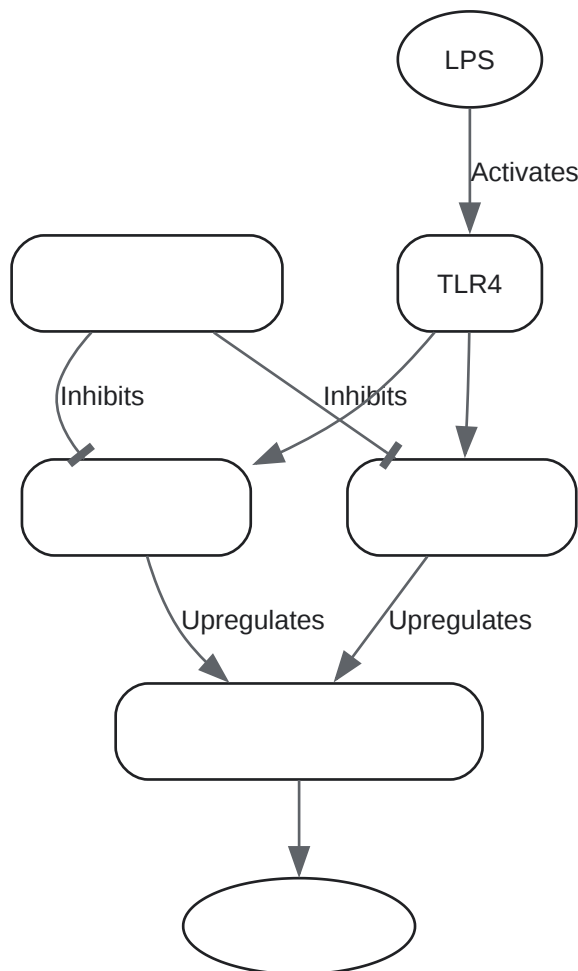 LPS
Activates
TLR4
Inhibits
Inhibits
Upregulates
Upregulates